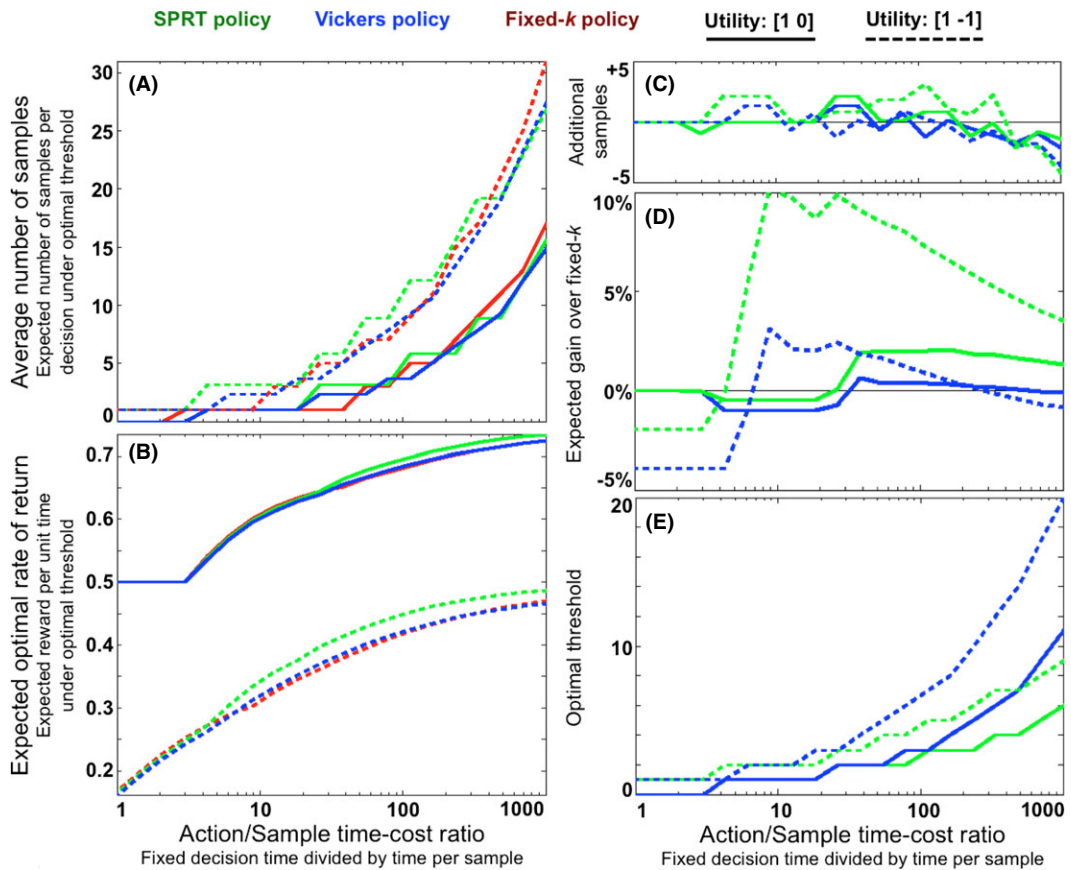 SPRT policy Vickers policy Fixed-k policy Utility: [1 0] Utility: [1 -1]
(A)
Average number of samples
Expected number of samples per
decision under optimal threshold
30
25
20
15
10
5
0
(B)
Expected optimal rate of return
Expected reward per unit time
under optimal threshold
0.7
0.6
0.5
0.4
0.3
0.2
1 10 100 1000
Action/Sample time-cost ratio
Fixed decision time divided by time per sample
(C)
Additional
samples
+5
-5
(D)
Expected gain over fixed-k
10%
5%
0%
-5%
(E)
Optimal threshold
20
10
0
1 10 100 1000
Action/Sample time-cost ratio
Fixed decision time divided by time per sample